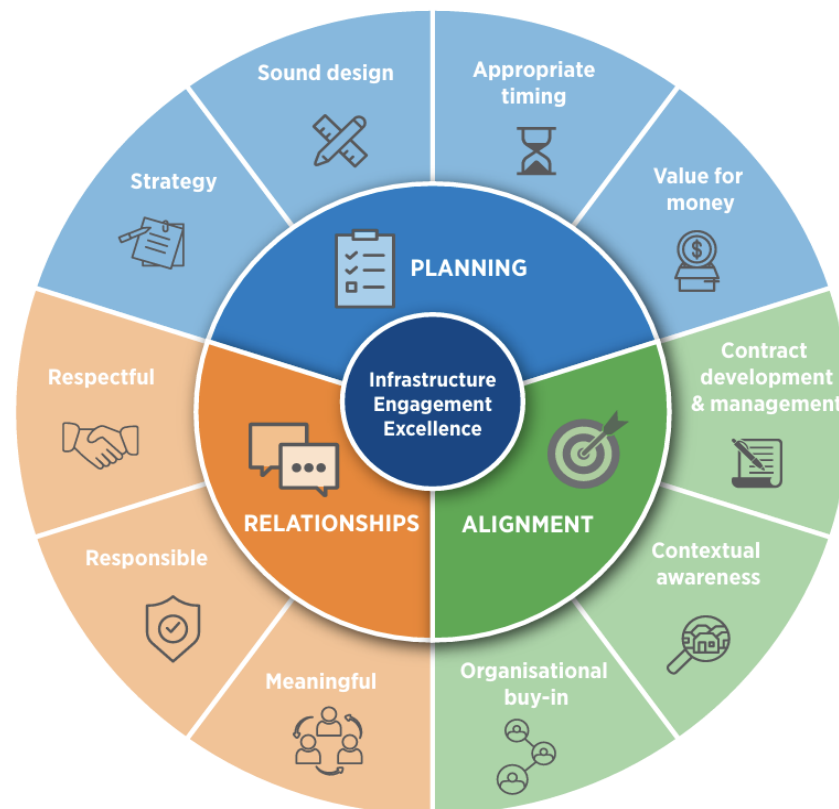 Sound design
Appropriate
timing
Strategy
Value for
money
$
PLANNING
Infrastructure
Engagement
Excellence
Respectful
Contract
development
& management
RELATIONSHIPS
ALIGNMENT
Responsible
Contextual
awareness
Meaningful
Organisational
buy-in